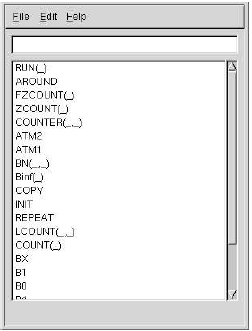 File Edit Help
RUN(_)
AROUND
FZCOUNT(_)
ZCOUNT(_)
COUNTER(_,_)
ATM2
ATM1
BN(_,_)
Binf(_)
COPY
INIT
REPEAT
LCOUNT(_,_)
COUNT(_)
BX
B1
B0